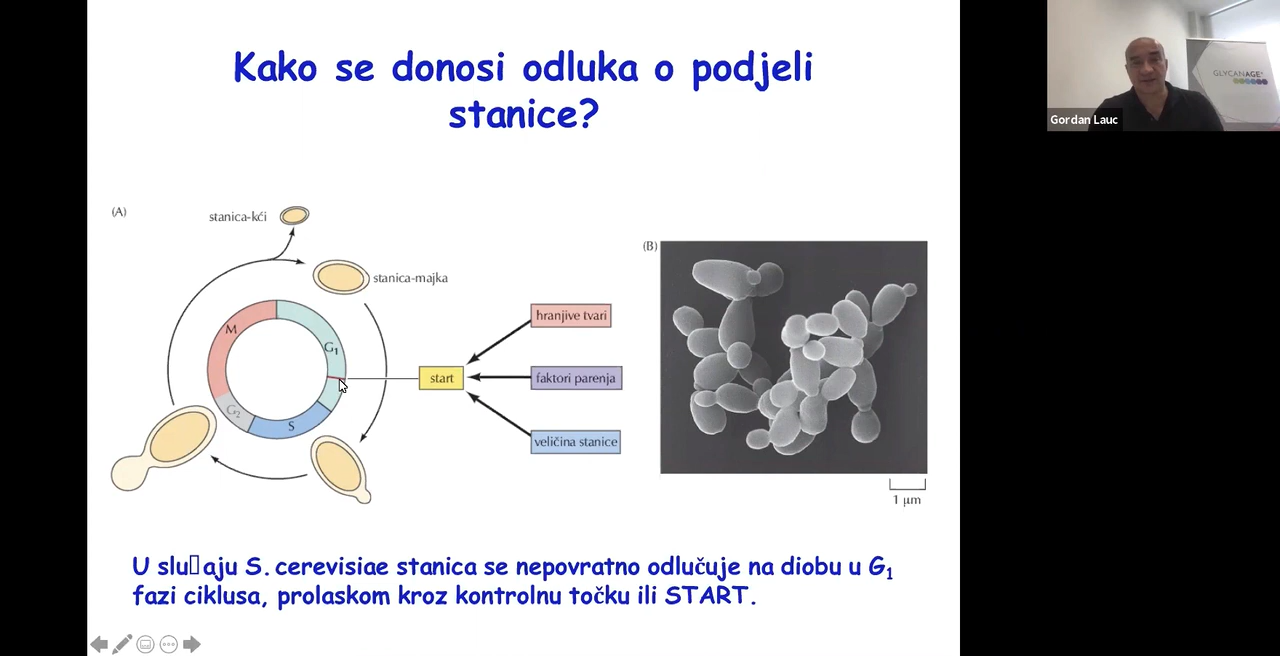 Kako se donosi odluka o podjeli
stanice?
GLYCANAGE
Gordan Lauc
(A)
stanica-kći
stanica-majka
(B)
M
G₁
hranjive tvari
start
faktori parenja
G₂
S
veličina stanice
1 μm
U slu▯aju S. cerevisiae stanica se nepovratno odlučuje na diobu u G₁
fazi ciklusa, prolaskom kroz kontrolnu točku ili START.